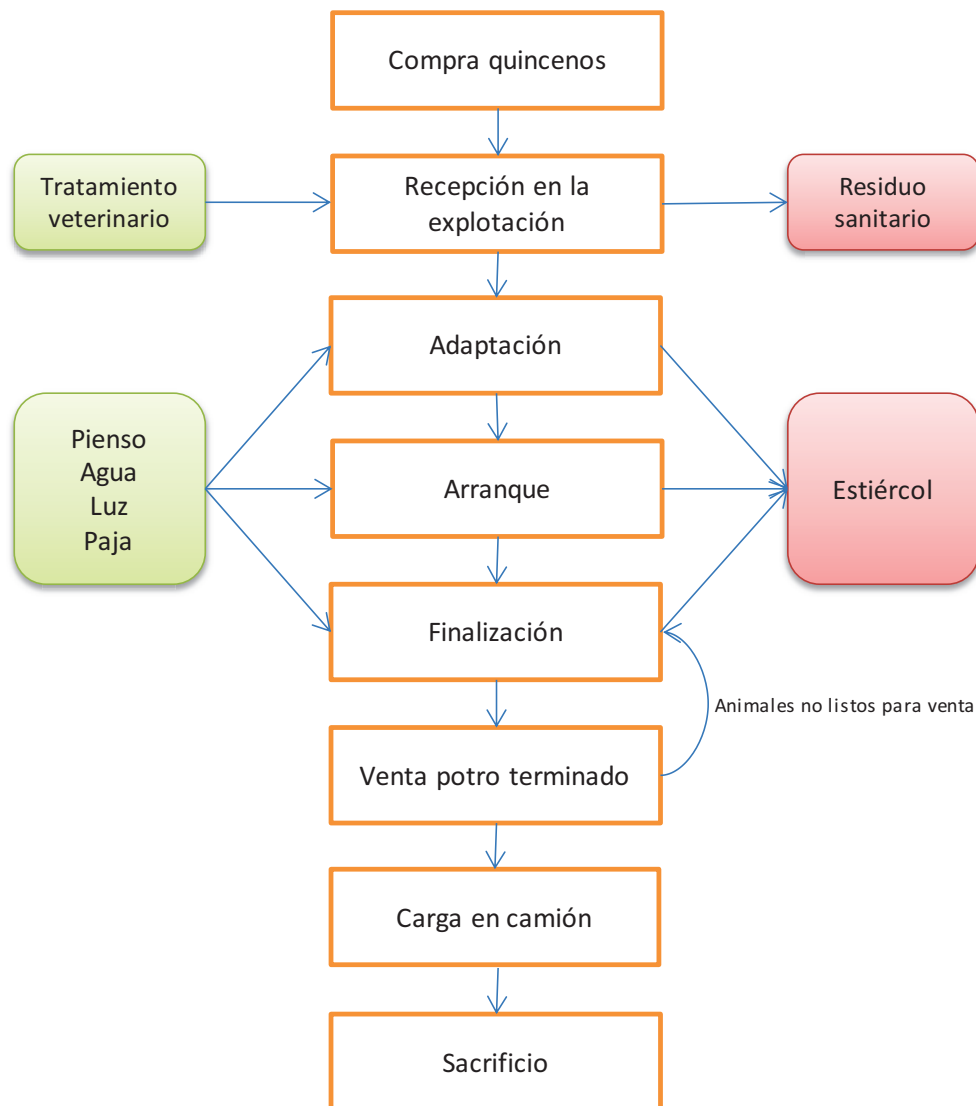 Compra quincenos
Tratamiento
veterinario
Recepción en la
explotación
Residuo
sanitario
Adaptación
Pienso
Agua
Luz
Paja
Arranque
Estiércol
Finalización
Animales no listos para venta
Venta potro terminado
Carga en camión
Sacrificio